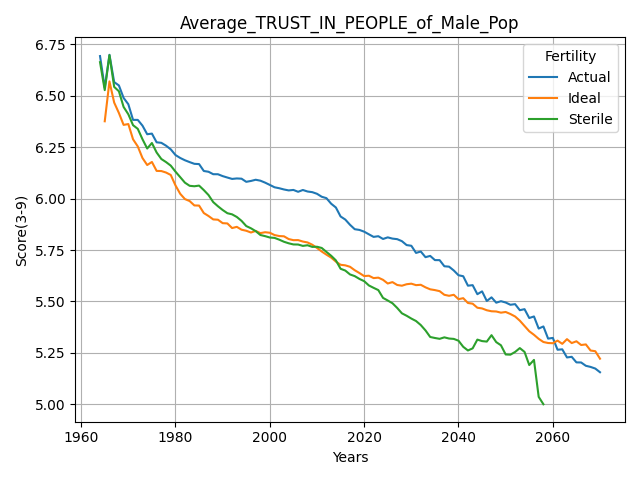 Average_TRUST_IN_PEOPLE_of_Male_Pop
Fertility
Actual
Ideal
Sterile
Score(3-9)
6.75
6.50
6.25
6.00
5.75
5.50
5.25
5.00
1960 1980 2000 2020 2040 2060
Years